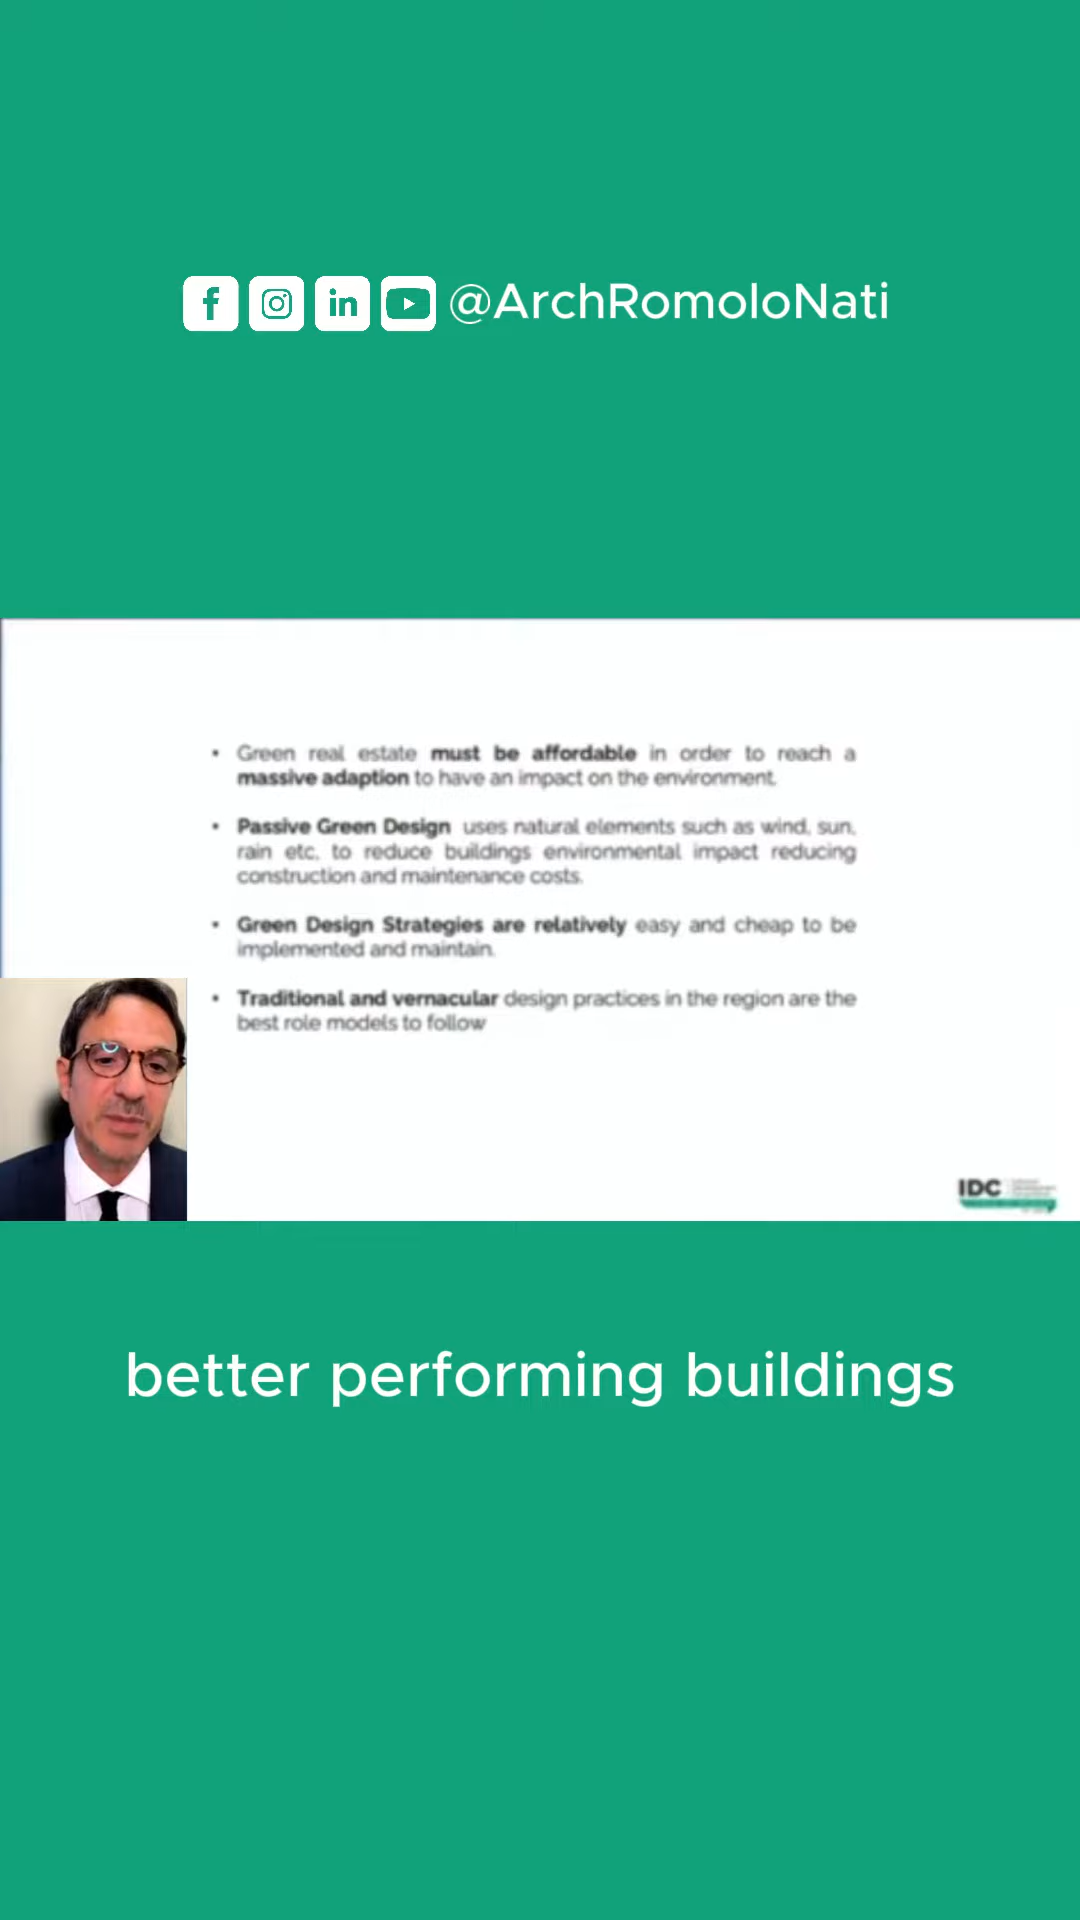 @ArchRomoloNati
• Green real estate must be affordable in order to reach a
massive adaption to have an impact on the environment.
• Passive Green Design uses natural elements such as wind, sun,
rain etc. to reduce buildings environmental impact reducing
construction and maintenance costs.
• Green Design Strategies are relatively easy and cheap to be
implemented and maintain.
• Traditional and vernacular design practices in the region are the
best role models to follow
IDC
better performing buildings